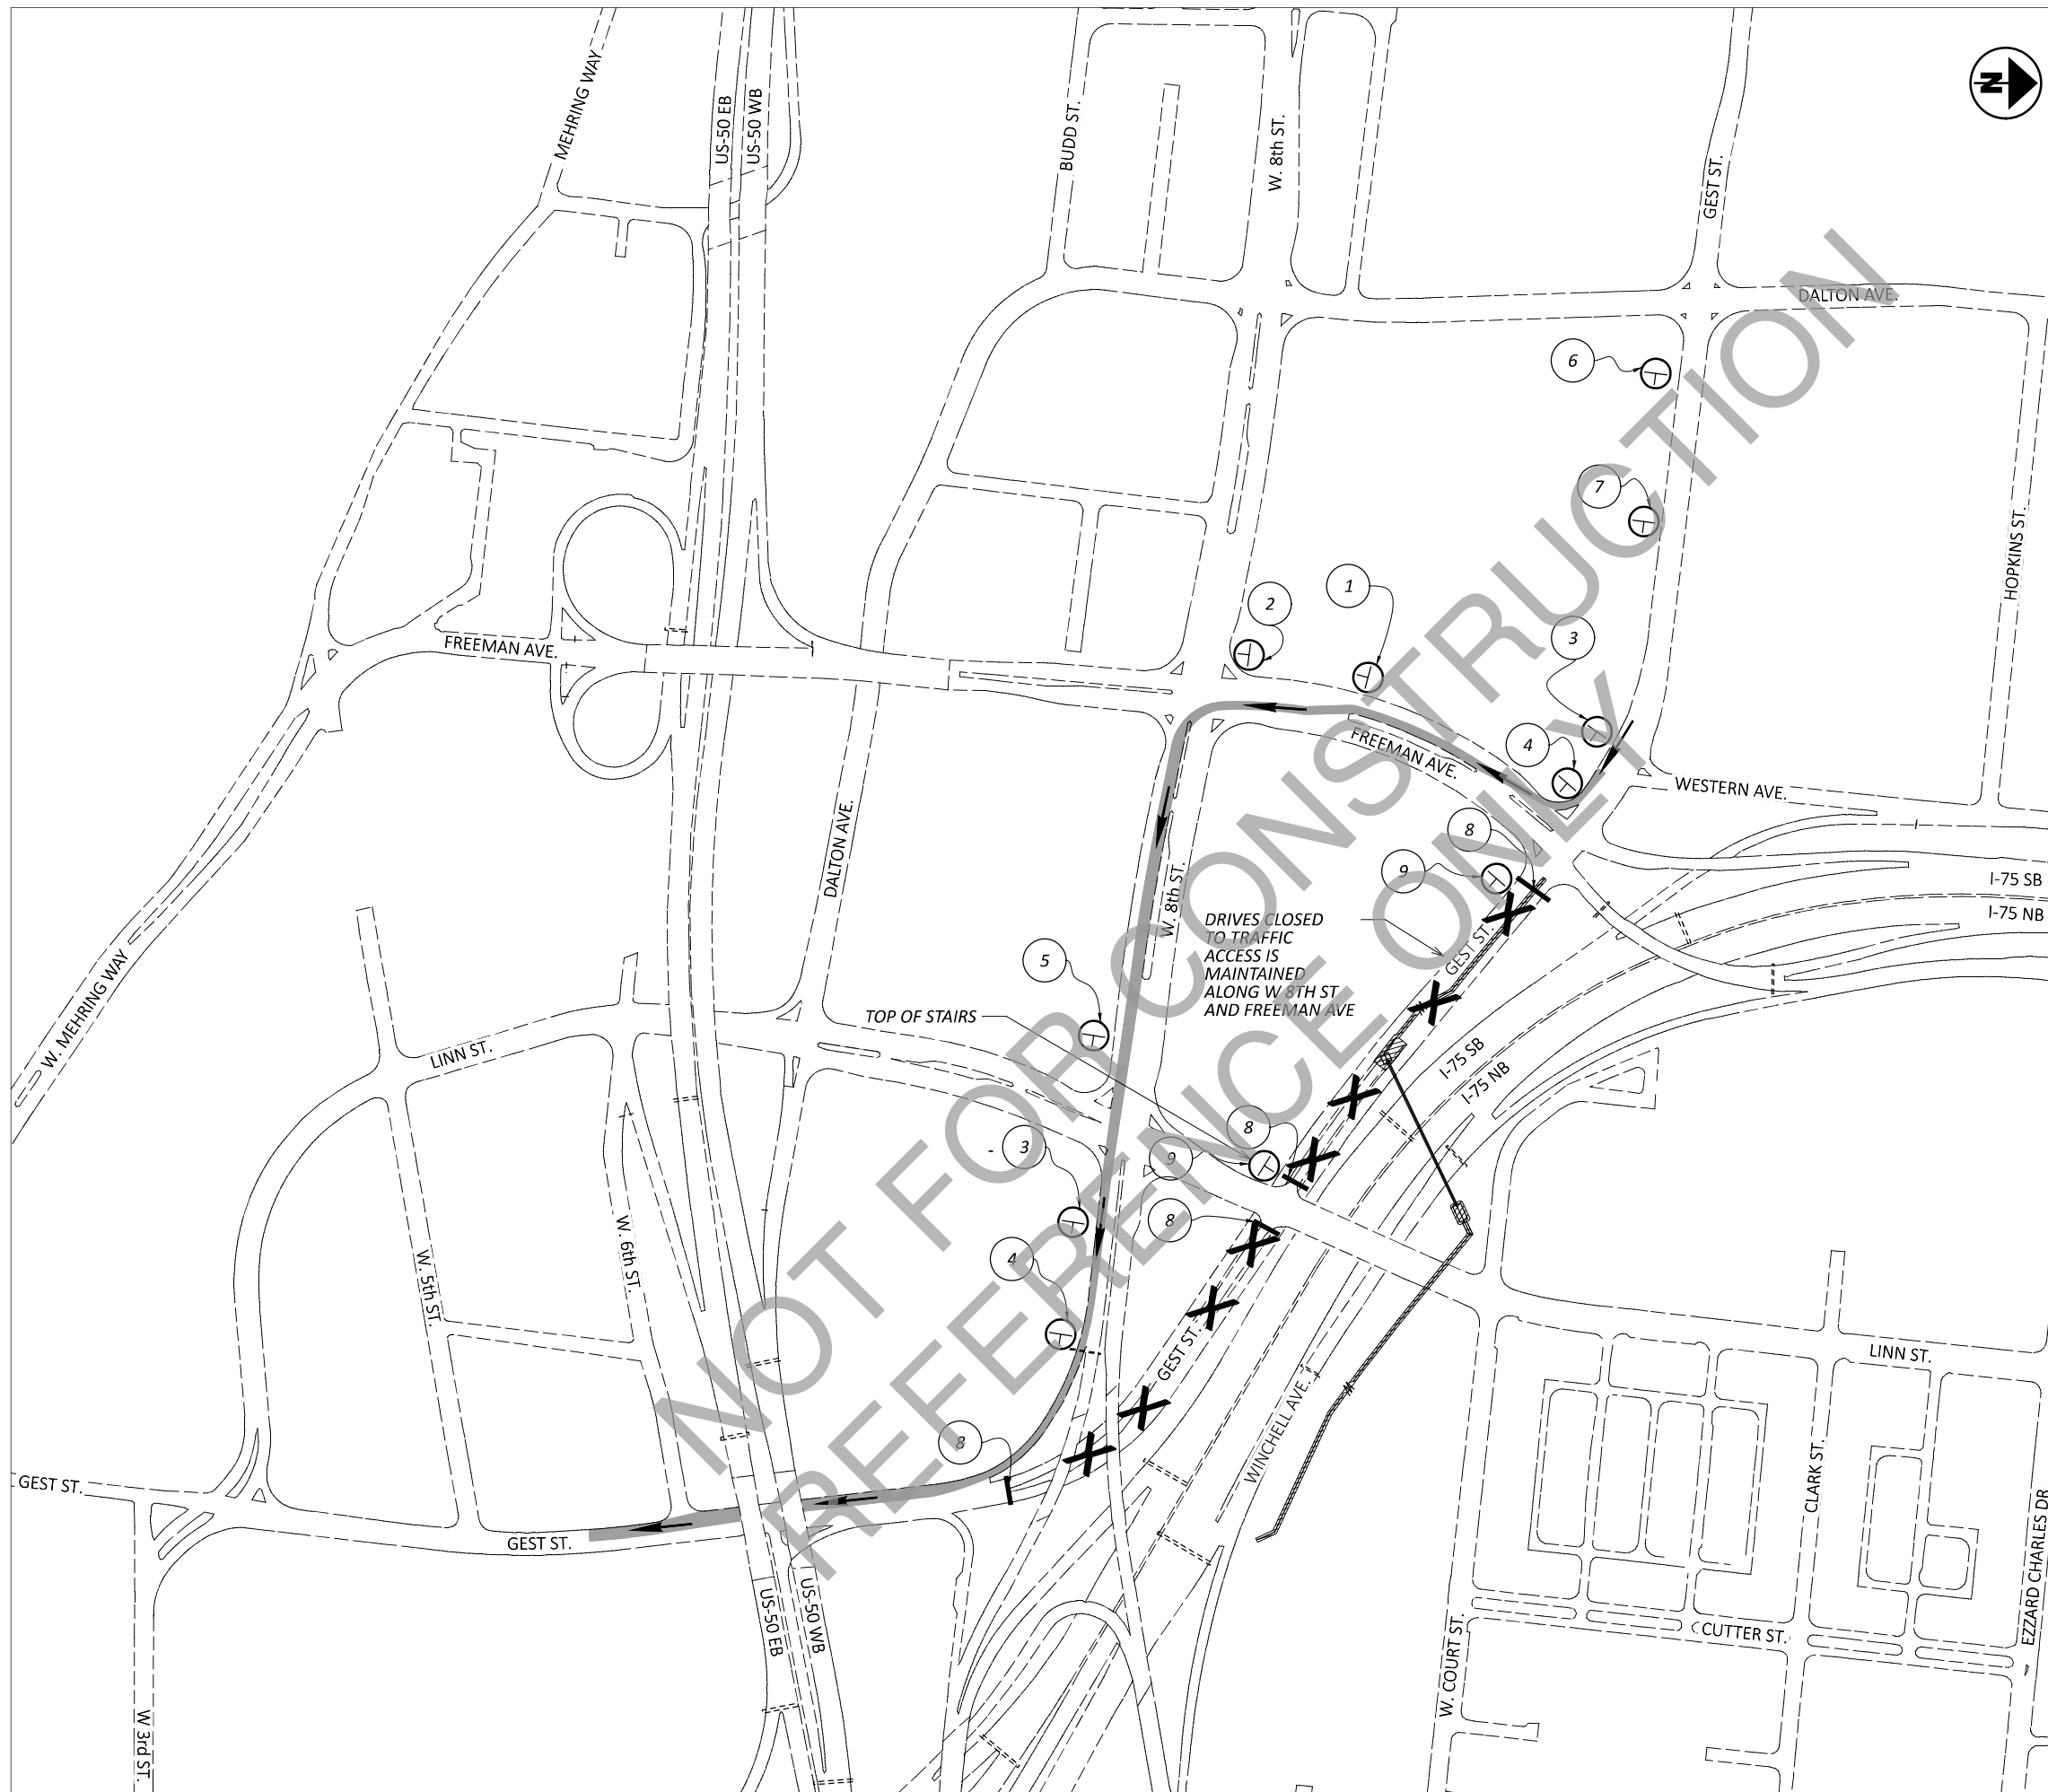 MEHRING WAY
US-50 EB
US-50 WB
BUDD ST.
W. 8th ST.
GEST ST.
N
DALTON AVE.
6
7
HOPKINS ST.
1
2
3
4
FREEMAN AVE.
FREEMAN AVE.
WESTERN AVE.
8
9
I-75 SB
I-75 NB
DALTON AVE.
W. 8th ST.
DRIVES CLOSED
TO TRAFFIC
ACCESS IS
MAINTAINED
ALONG W 8TH ST
AND FREEMAN AVE
GEST ST.
5
TOP OF STAIRS
W. MEHRING WAY
LINN ST.
I-75 SB
I-75 NB
8
9
- 3
8
4
W. 5th ST.
W. 6th ST.
GEST ST.
LINN ST.
WINCHELL AVE.
8
GEST ST.
GEST ST.
CLARK ST.
EZZARD CHARLES DR
US-50 EB
US-50 WB
W. COURT ST.
CUTTER ST.
W 3rd ST.
NOT FOR CONSTRUCTION
REFERENCE ONLY